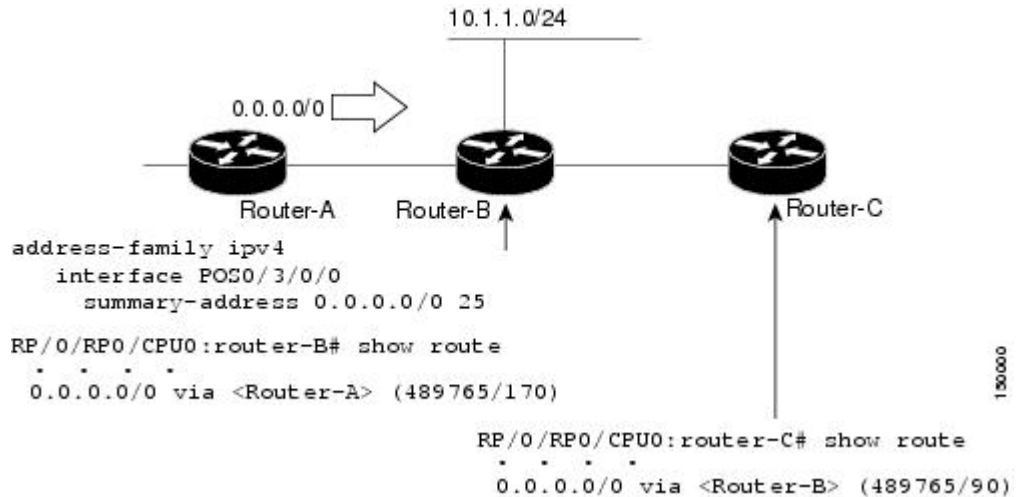 10.1.1.0/24
0.0.0.0/0
Router-A
Router-B
Router-C
address-family ipv4
interface POS0/3/0/0
summary-address 0.0.0.0/0 25
RP/0/RP0/CPU0:router-B# show route
. . . .
0.0.0.0/0 via <Router-A> (489765/170)
150000
RP/0/RP0/CPU0:router-C# show route
. . . .
0.0.0.0/0 via <Router-B> (489765/90)